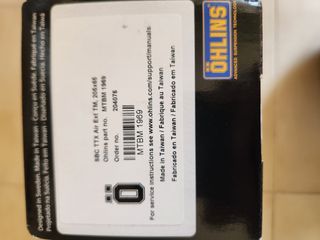 ÖHLINS
ADVANCED SUSPENSION TECHNOLOGY
SBC TTX Air Ext TM, 205x65
Öhlins part no. MTBM 1969
Order no. 204076
MTBM 1969
For service instructions see www.ohlins.com/support/manuals
Made in Taiwan / Fabriqué au Taiwan
Fabricado en Taiwán / Fabricado em Taiwan
Designed in Sweden. Made in Taiwan - Conçu en Suède. Fabriqué en Taiwan
Projetado na Suécia. Feito em Taiwan - Diseñado en Suecia. Hecho en Taiwá